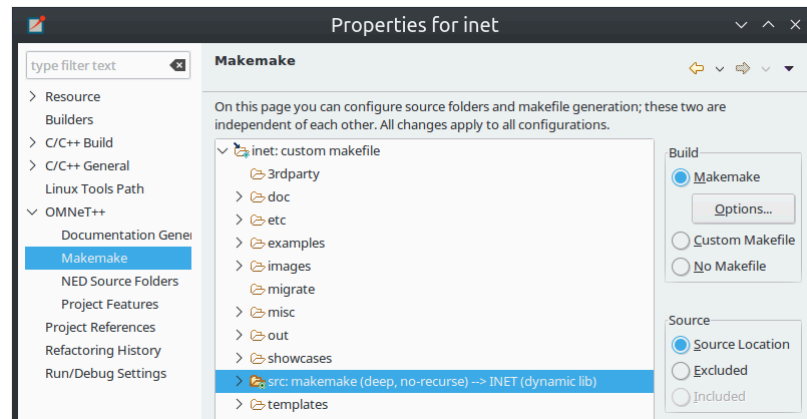 Properties for inet
type filter text
Makemake
Resource
Builders
C/C++ Build
C/C++ General
Linux Tools Path
OMNeT++
Documentation Gene
Makemake
NED Source Folders
Project Features
Project References
Refactoring History
Run/Debug Settings
On this page you can configure source folders and makefile generation; these two are
independent of each other. All changes apply to all configurations.
inet: custom makefile
3rdparty
doc
etc
examples
images
migrate
misc
out
showcases
src: makemake (deep, no-recurse) --> INET (dynamic lib)
templates
Build
Makemake
Options...
Custom Makefile
No Makefile
Source
Source Location
Excluded
Included